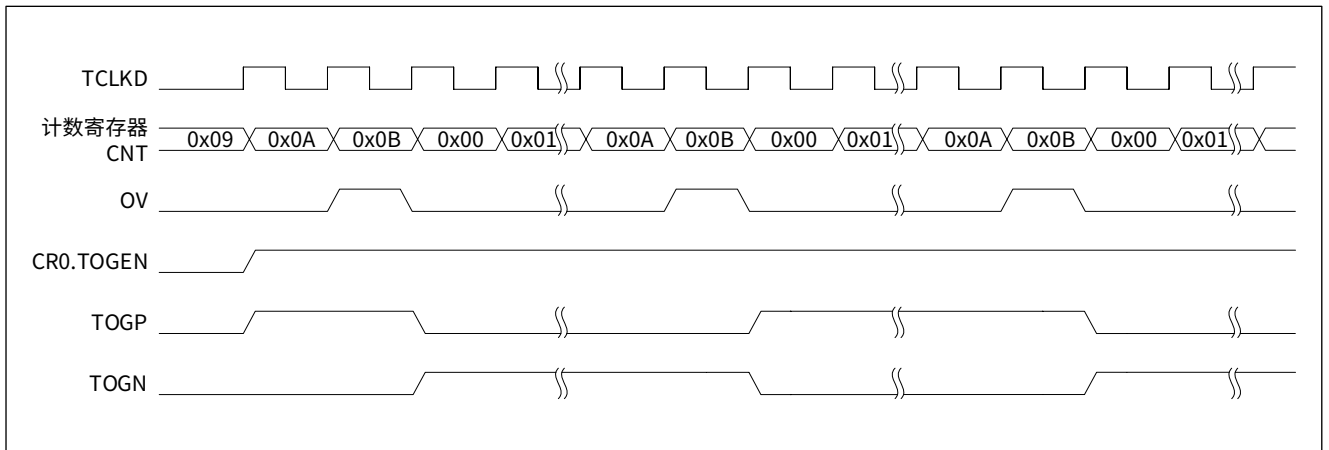 TCLKD
计数寄存器
CNT
0x09 0x0A 0x0B 0x00 0x01 0x0A 0x0B 0x00 0x01 0x0A 0x0B 0x00 0x01
OV
CR0.TOGEN
TOGP
TOGN